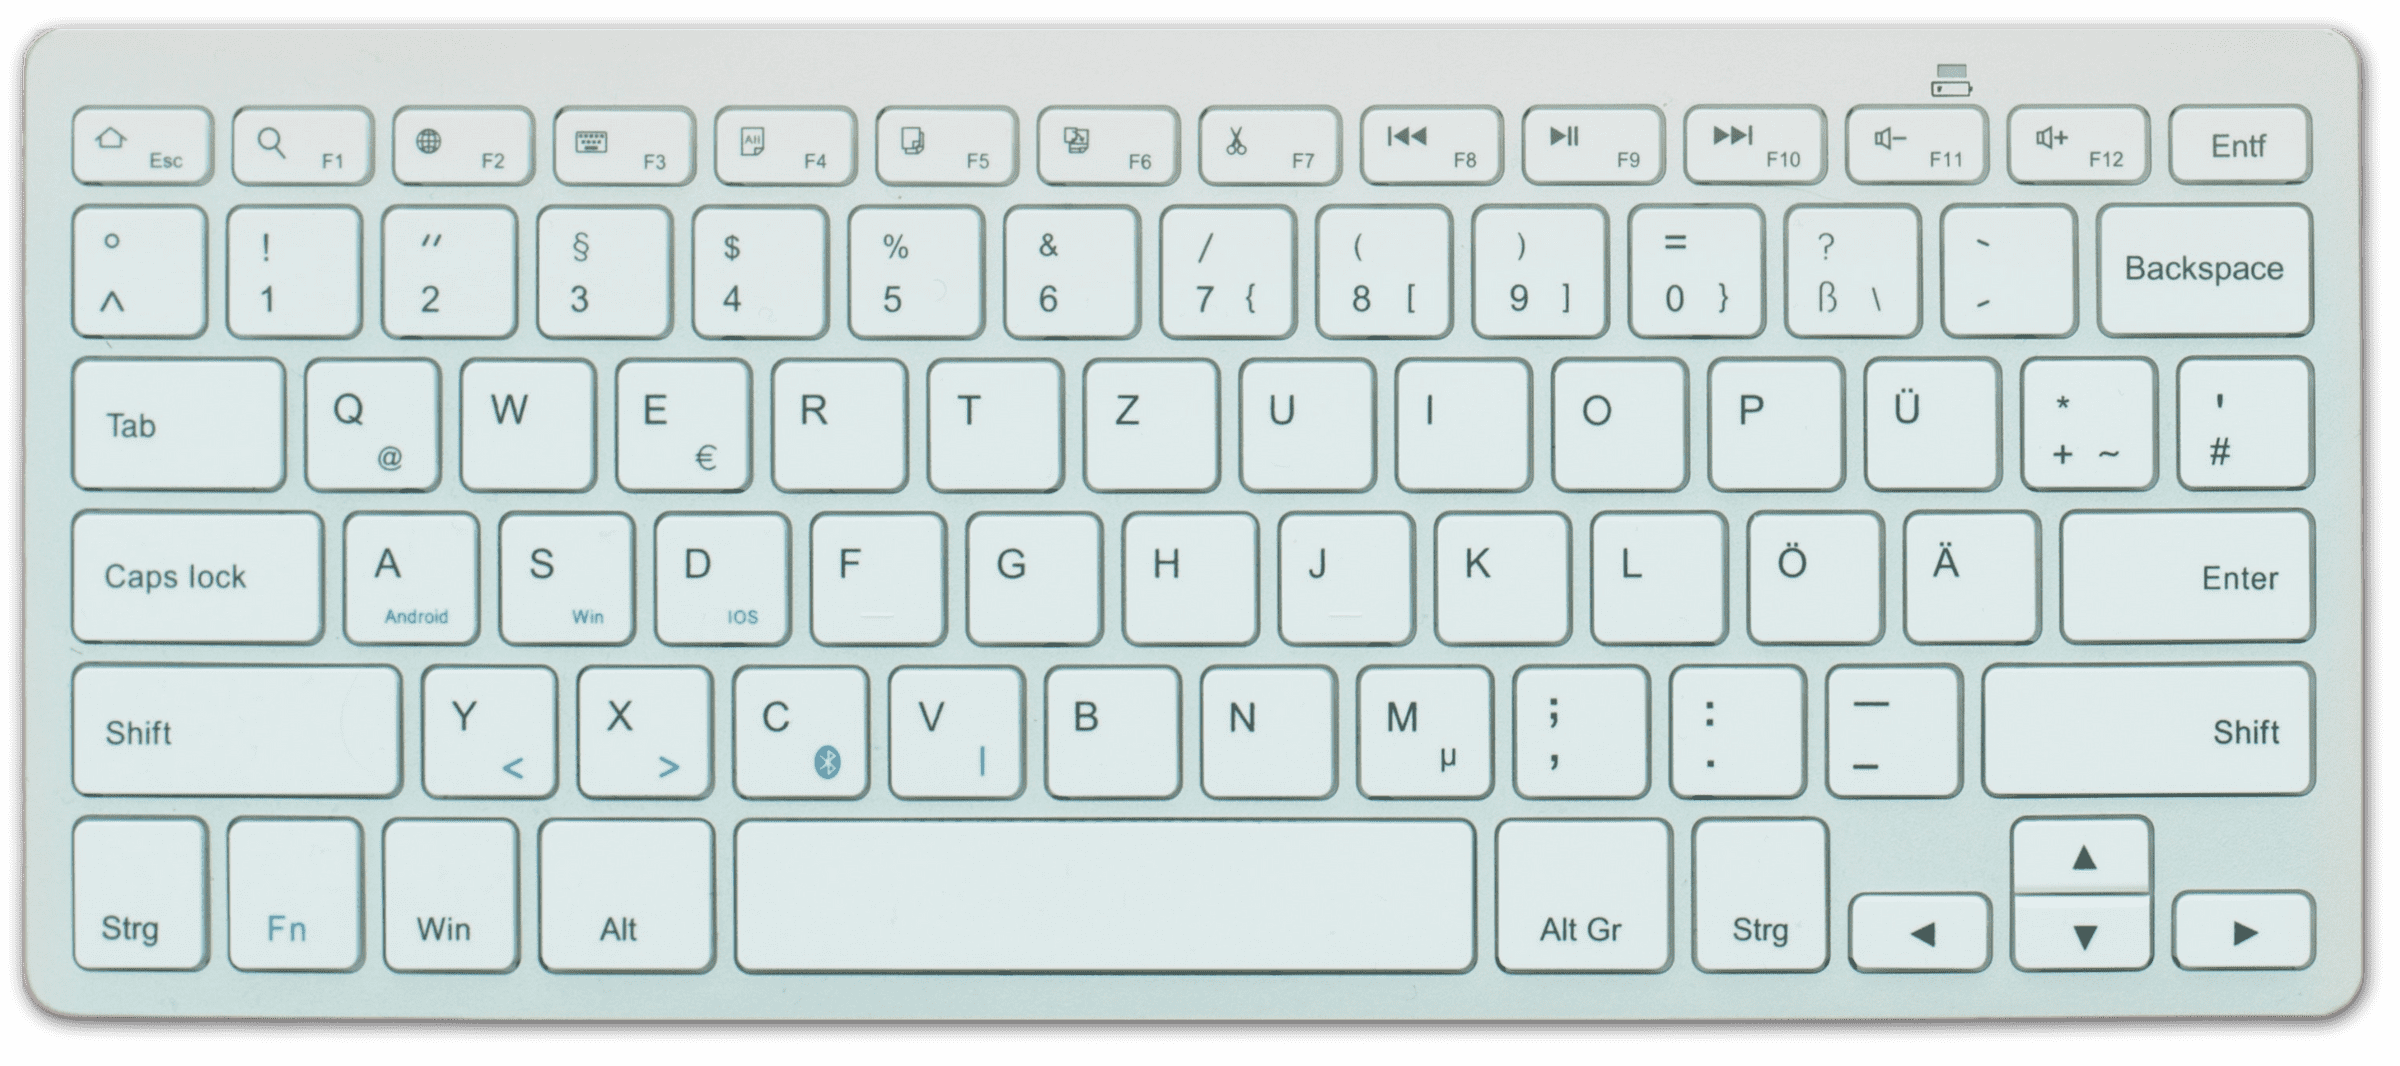 Esc F1 F2 F3 All F4 F5 F6 F7 F8 F9 F10 F11 F12 Entf
° ! " § $ % & / ( ) = ? `
^ 1 2 3 4 5 6 7 { 8 [ 9 ] 0 } ß \ ´ Backspace
Tab Q @ W E € R T Z U I O P Ü * + ~ ' #
Caps lock A Android S Win D IOS F G H J K L Ö Ä Enter
Shift Y < X > C V | B N M µ ; , : . — _ Shift
Strg Fn Win Alt Alt Gr Strg ◀ ▲ ▼ ▶